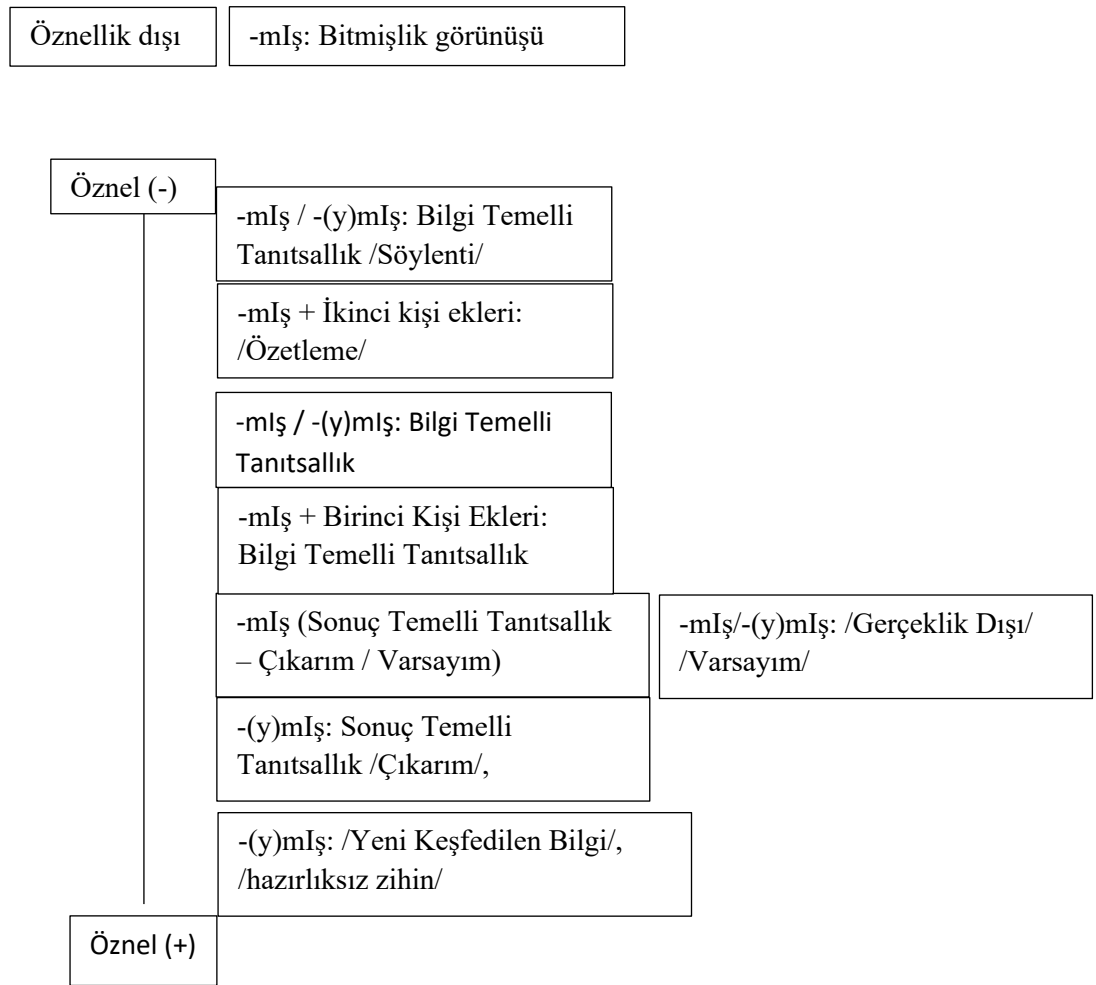 Öznellik dışı
-mIş: Bitmişlik görünüşü
Öznel (-)
-mIş / -(y)mIş: Bilgi Temelli
Tanıtsallık /Söylenti/
-mIş + İkinci kişi ekleri:
/Özetleme/
-mIş / -(y)mIş: Bilgi Temelli
Tanıtsallık
-mIş + Birinci Kişi Ekleri:
Bilgi Temelli Tanıtsallık
-mIş (Sonuç Temelli Tanıtsallık
– Çıkarım / Varsayım)
-mIş/-(y)mIş: /Gerçeklik Dışı/
/Varsayım/
-(y)mIş: Sonuç Temelli
Tanıtsallık /Çıkarım/,
-(y)mIş: /Yeni Keşfedilen Bilgi/,
/hazırlıksız zihin/
Öznel (+)